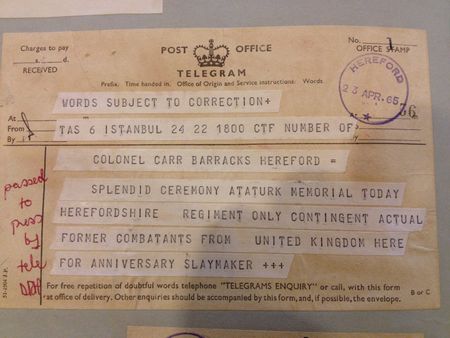 Charges to pay
s. d.
RECEIVED
POST OFFICE
TELEGRAM
No. 1
OFFICE STAMP
HEREFORD
23 APR. 65
Prefix. Time handed in. Office of Origin and Service Instructions. Words
36
WORDS SUBJECT TO CORRECTION+
At
From
By
TAS 6 ISTANBUL 24 22 1800 CTF NUMBER OF
COLONEL CARR BARRACKS HEREFORD =
SPLENDID CEREMONY ATATURK MEMORIAL TODAY
HEREFORDSHIRE REGIMENT ONLY CONTINGENT ACTUAL
FORMER COMBATANTS FROM UNITED KINGDOM HERE
FOR ANNIVERSARY SLAYMAKER +++
passed
to
press
by
tele
For free repetition of doubtful words telephone "TELEGRAMS ENQUIRY" or call, with this form
at office of delivery. Other enquiries should be accompanied by this form, and, if possible, the envelope.
B or C